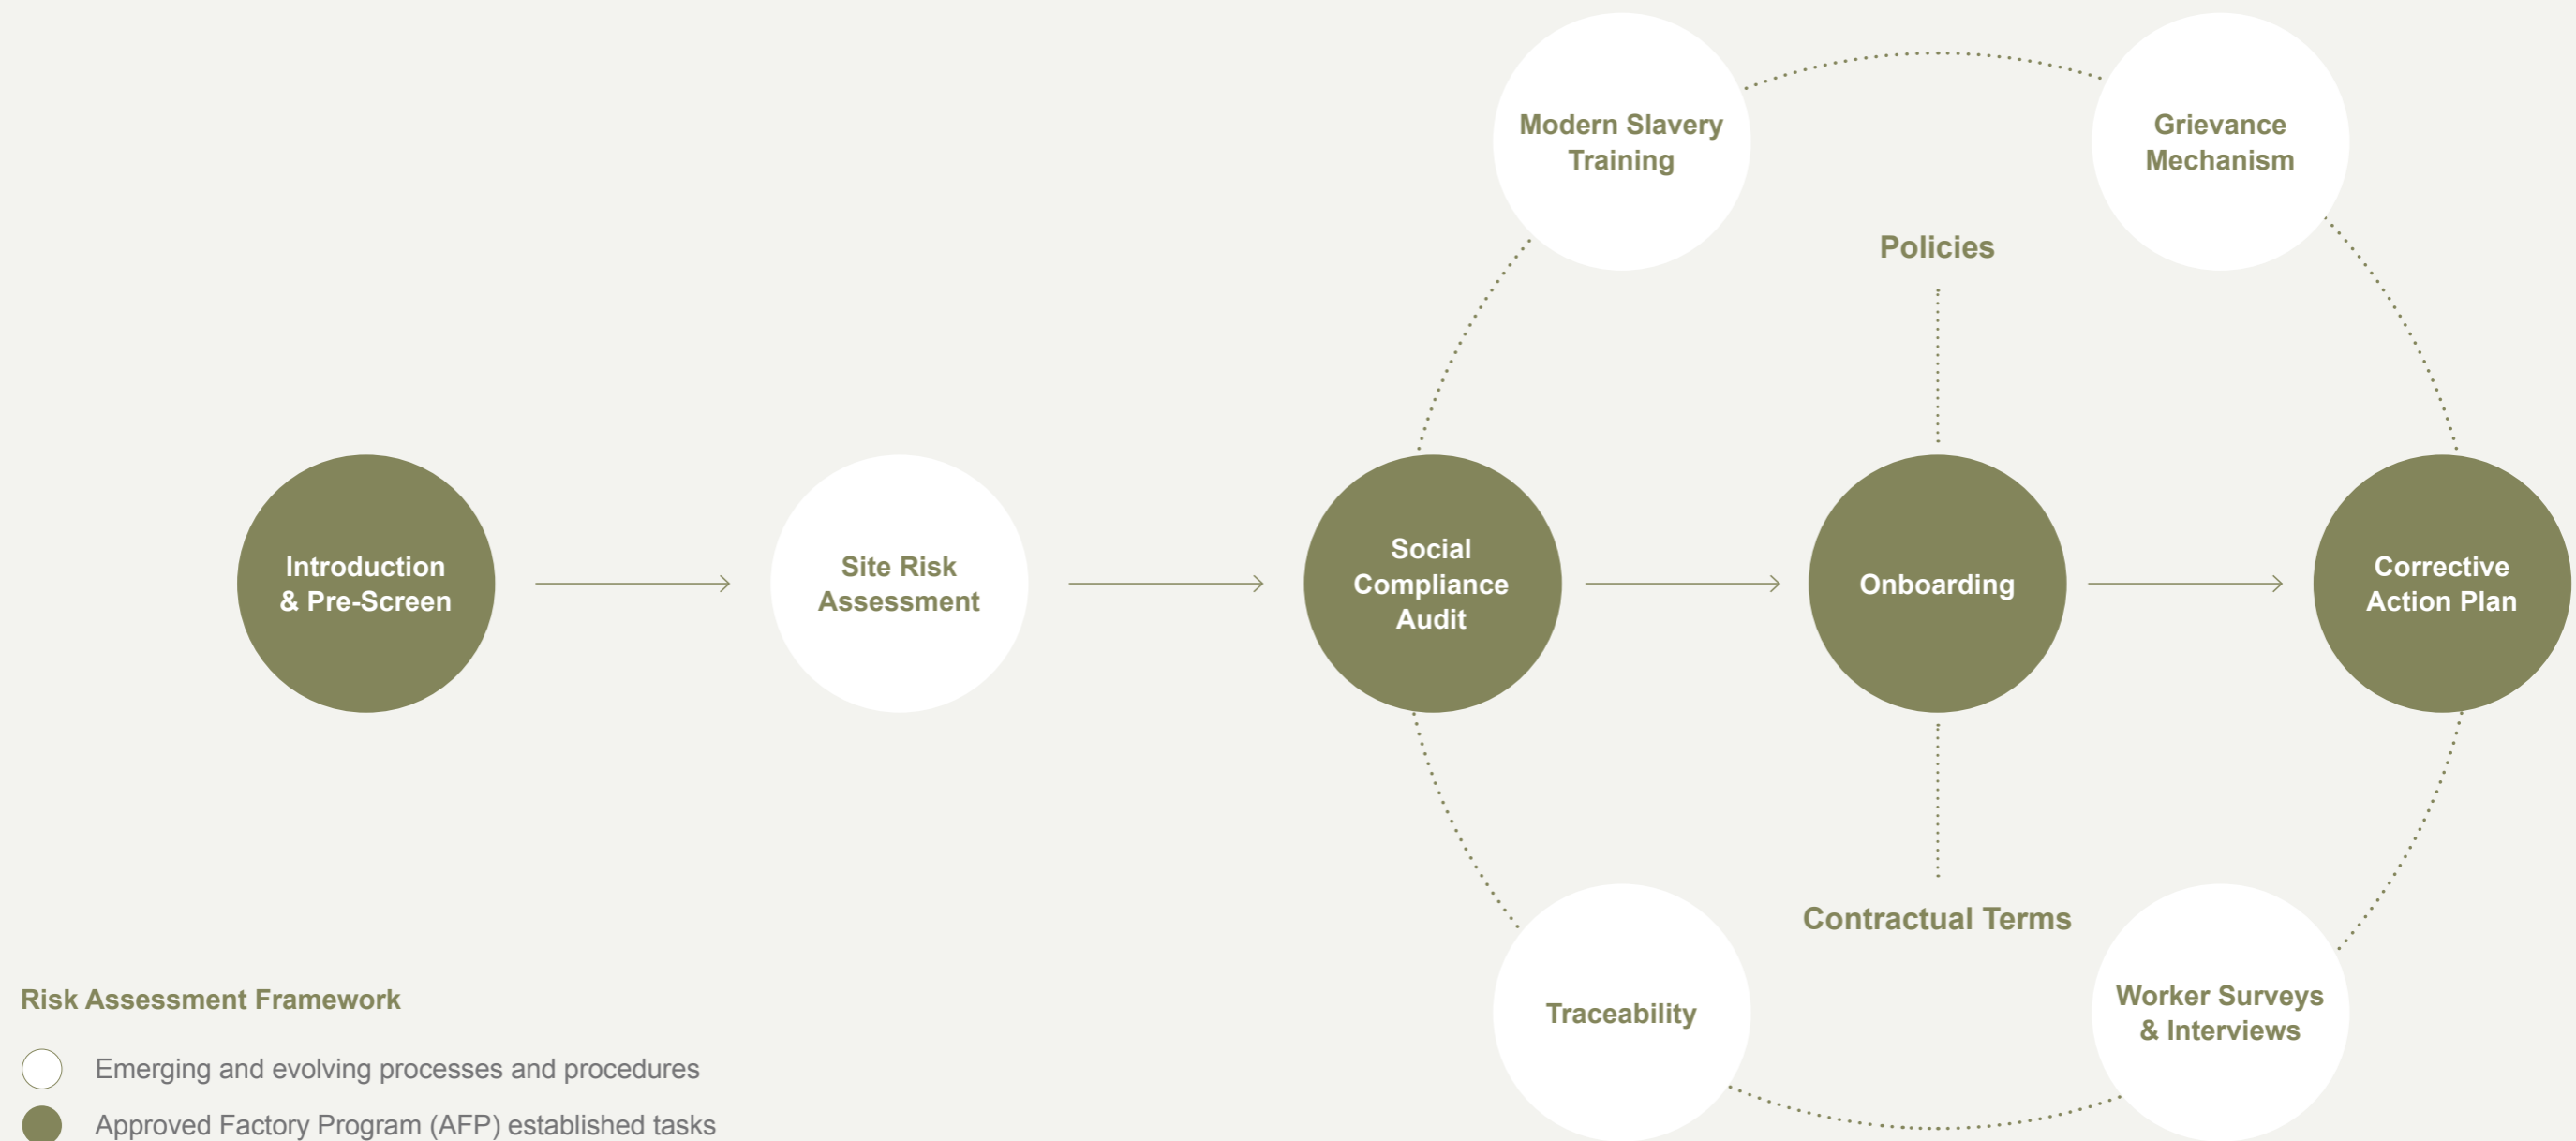 Modern Slavery
Training
Grievance
Mechanism
Policies
Introduction
& Pre-Screen
Site Risk
Assessment
Social
Compliance
Audit
Onboarding
Corrective
Action Plan
Contractual Terms
Traceability
Worker Surveys
& Interviews
Risk Assessment Framework
Emerging and evolving processes and procedures
Approved Factory Program (AFP) established tasks